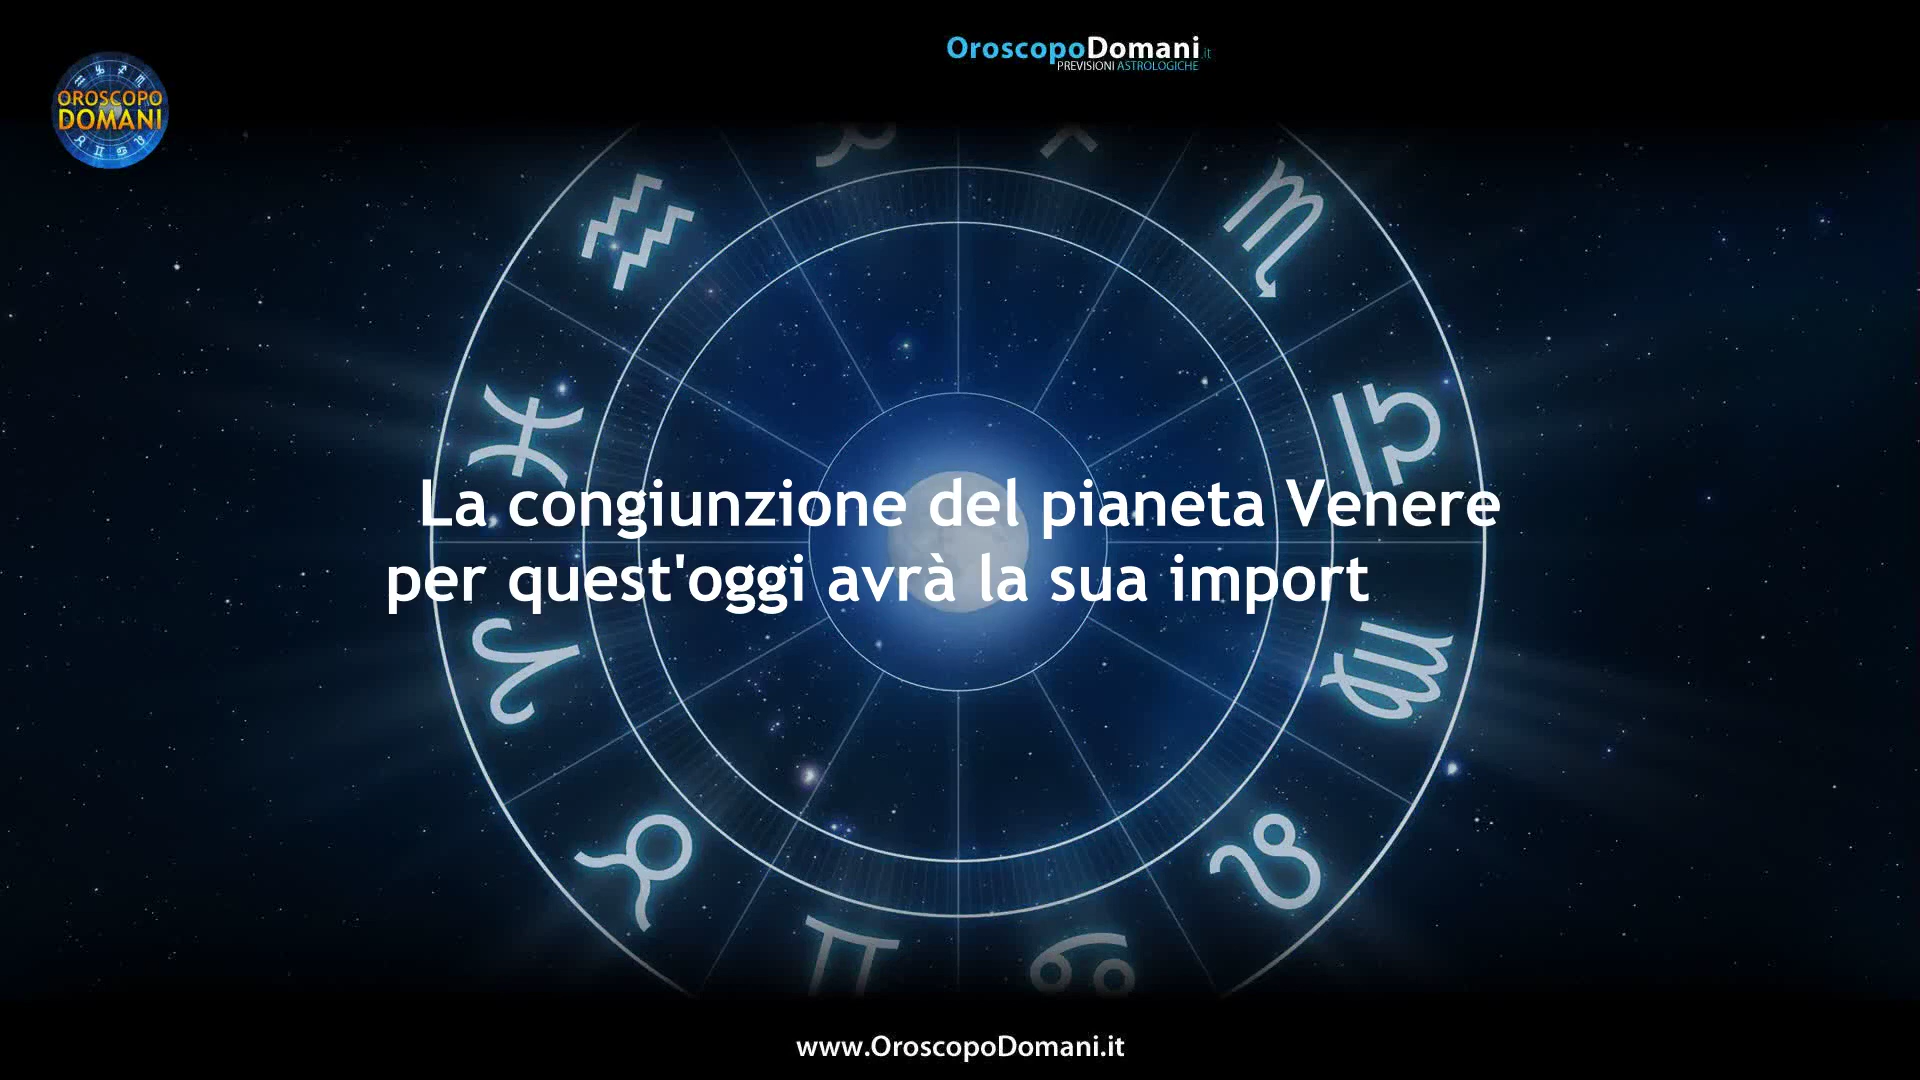 OroscopoDomani.it
PREVISIONI ASTROLOGICHE
OROSCOPO
DOMANI
La congiunzione del pianeta Venere
per quest'oggi avrà la sua import
www.OroscopoDomani.it